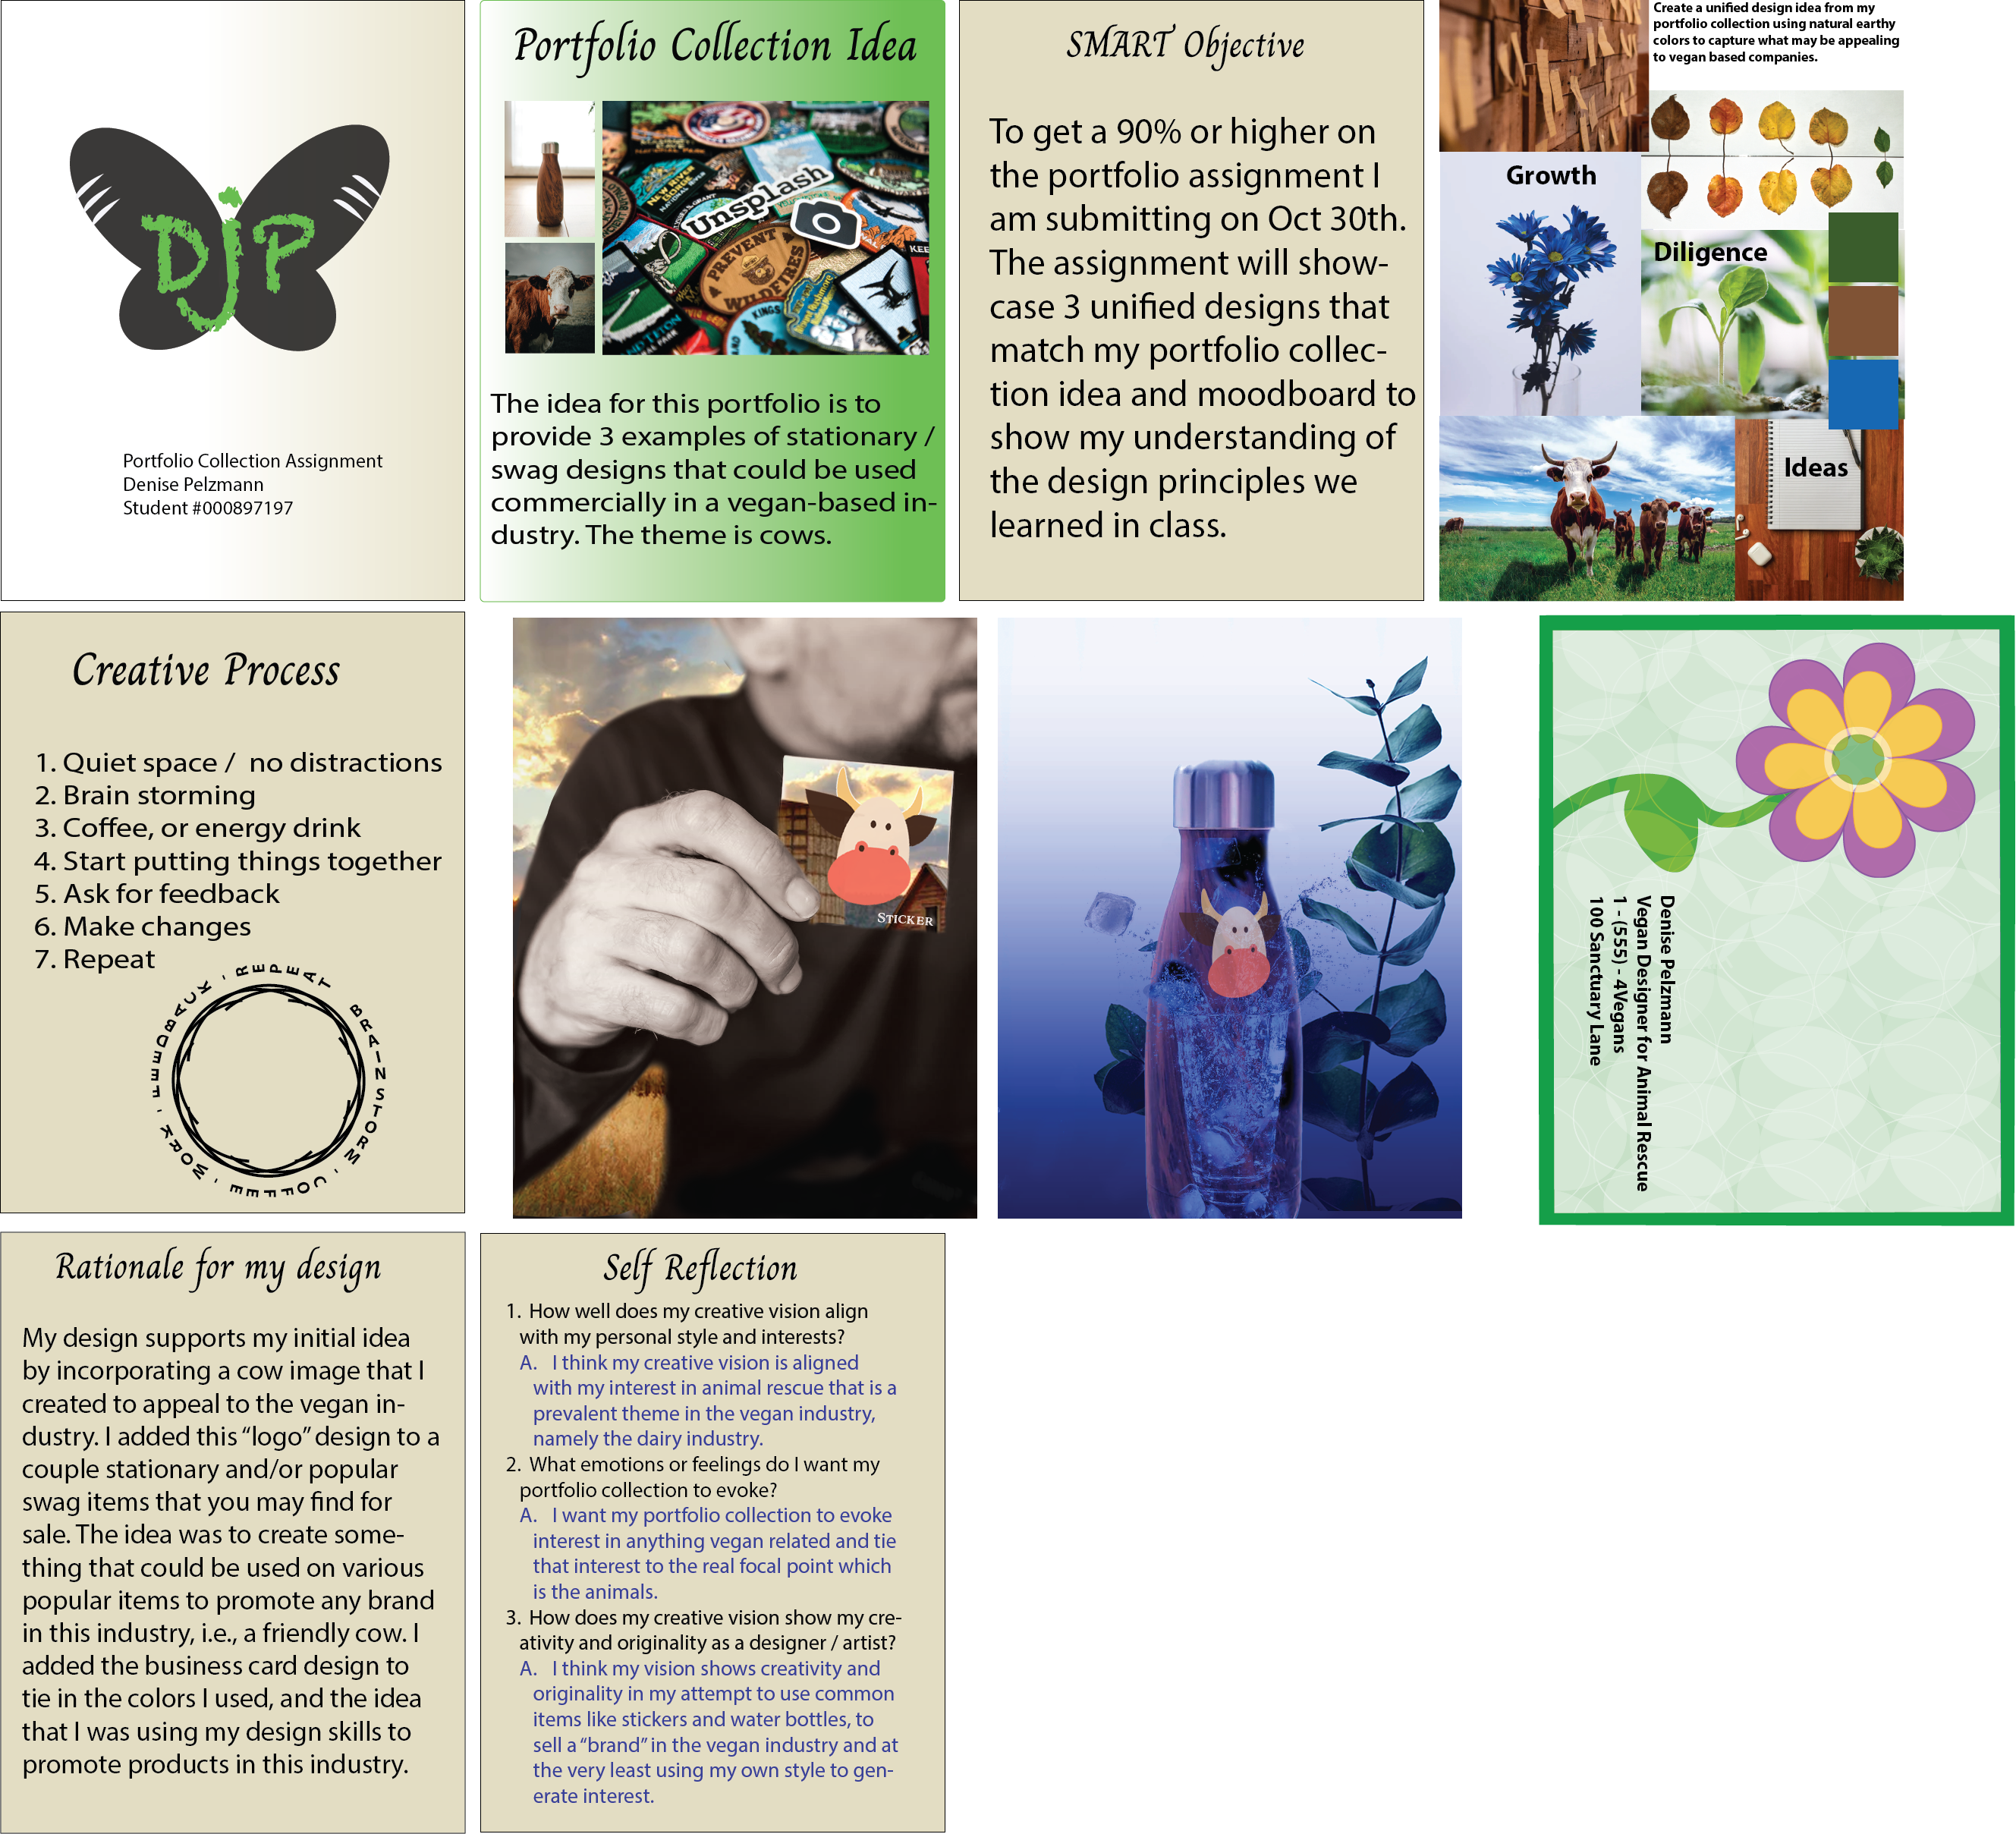 DjP
Portfolio Collection Assignment
Denise Pelzmann
Student #000897197
Portfolio Collection Idea
NEW RIVER
GORGE
Unsplash
PREVENT
WILDFIRES
KINGS
The idea for this portfolio is to
provide 3 examples of stationary /
swag designs that could be used
commercially in a vegan-based in-
dustry. The theme is cows.
SMART Objective
To get a 90% or higher on
the portfolio assignment I
am submitting on Oct 30th.
The assignment will show-
case 3 unified designs that
match my portfolio collec-
tion idea and moodboard to
show my understanding of
the design principles we
learned in class.
Create a unified design idea from my
portfolio collection using natural earthy
colors to capture what may be appealing
to vegan based companies.
Growth
Diligence
Ideas
Creative Process
1. Quiet space /  no distractions
2. Brain storming
3. Coffee, or energy drink
4. Start putting things together
5. Ask for feedback
6. Make changes
7. Repeat
BRAINSTORM , COFFEE , WORK , FEEDBACK , REPEAT
STICKER
Denise Pelzmann
Vegan Designer for Animal Rescue
1 - (555) - 4Vegans
100 Sanctuary Lane
Rationale for my design
My design supports my initial idea
by incorporating a cow image that I
created to appeal to the vegan in-
dustry. I added this “logo” design to a
couple stationary and/or popular
swag items that you may find for
sale. The idea was to create some-
thing that could be used on various
popular items to promote any brand
in this industry, i.e., a friendly cow. I
added the business card design to
tie in the colors I used, and the idea
that I was using my design skills to
promote products in this industry.
Self Reflection
1. How well does my creative vision align
with my personal style and interests?
A. I think my creative vision is aligned
with my interest in animal rescue that is a
prevalent theme in the vegan industry,
namely the dairy industry.
2. What emotions or feelings do I want my
portfolio collection to evoke?
A. I want my portfolio collection to evoke
interest in anything vegan related and tie
that interest to the real focal point which
is the animals.
3. How does my creative vision show my cre-
ativity and originality as a designer / artist?
A. I think my vision shows creativity and
originality in my attempt to use common
items like stickers and water bottles, to
sell a “brand” in the vegan industry and at
the very least using my own style to gen-
erate interest.